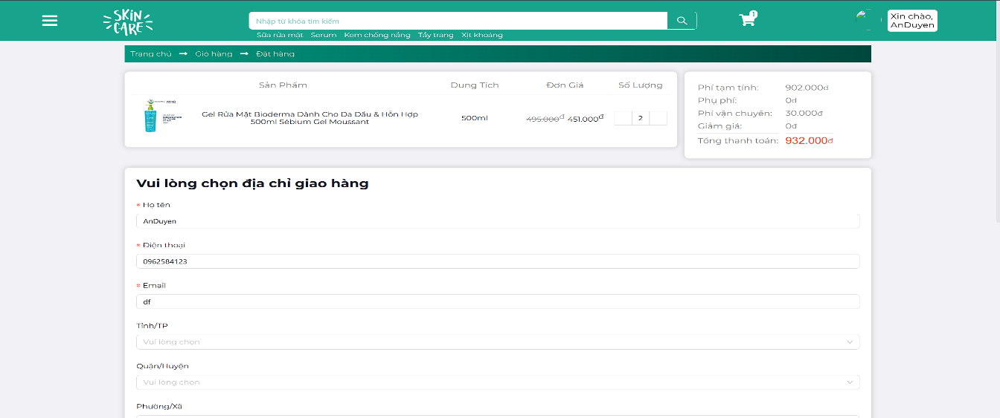 SKIN
CARE
Nhập từ khóa tìm kiếm
1
Xin chào,
AnDuyen
Sữa rửa mặt Serum Kem chống nắng Tẩy trang Xịt khoáng
Trang chủ → Giỏ hàng → Đặt hàng
Sản Phẩm Dung Tích Đơn Giá Số Lượng
Gel Rửa Mặt Bioderma Dành Cho Da Dầu & Hỗn Hợp
500ml Sébium Gel Moussant
500ml 495.000đ 451.000đ 2
Phí tạm tính: 902.000đ
Phụ phí: 0đ
Phí vận chuyển: 30.000đ
Giảm giá: 0đ
Tổng thanh toán: 932.000đ
Vui lòng chọn địa chỉ giao hàng
* Họ tên
AnDuyen
* Điện thoại
0962584123
* Email
df
Tỉnh/TP
Vui lòng chọn
Quận/Huyện
Vui lòng chọn
Phường/Xã